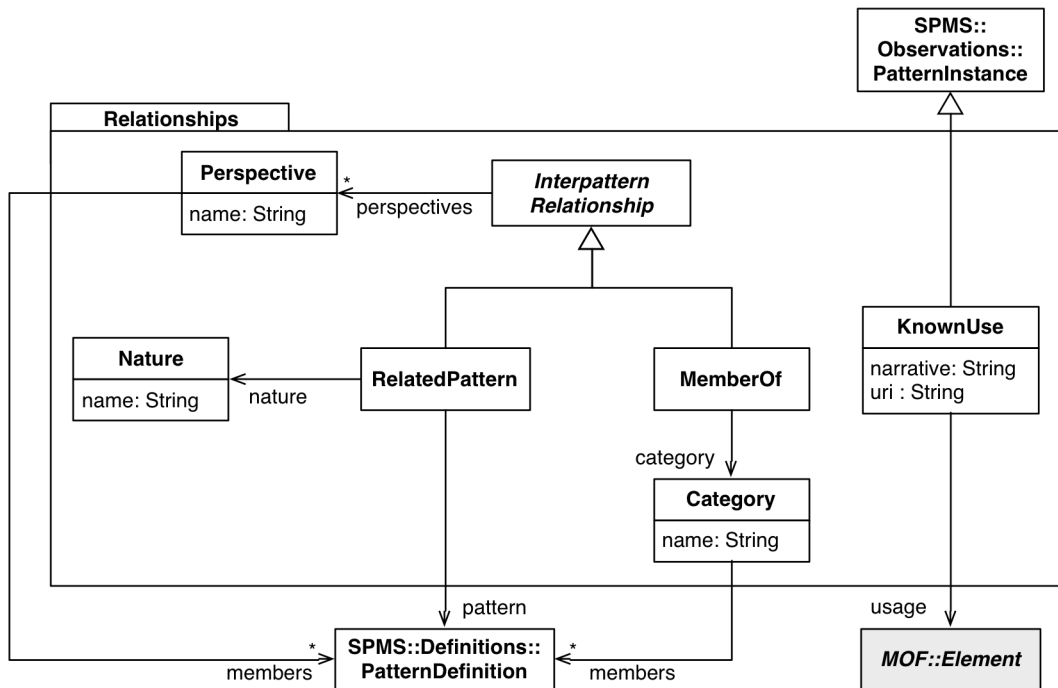 SPMS::
Observations::
PatternInstance
Relationships
Perspective
name: String
*
perspectives
Interpattern
Relationship
Nature
name: String
nature
RelatedPattern
MemberOf
KnownUse
narrative: String
uri : String
category
Category
name: String
pattern
usage
*
members
SPMS::Definitions::
PatternDefinition
*
members
MOF::Element